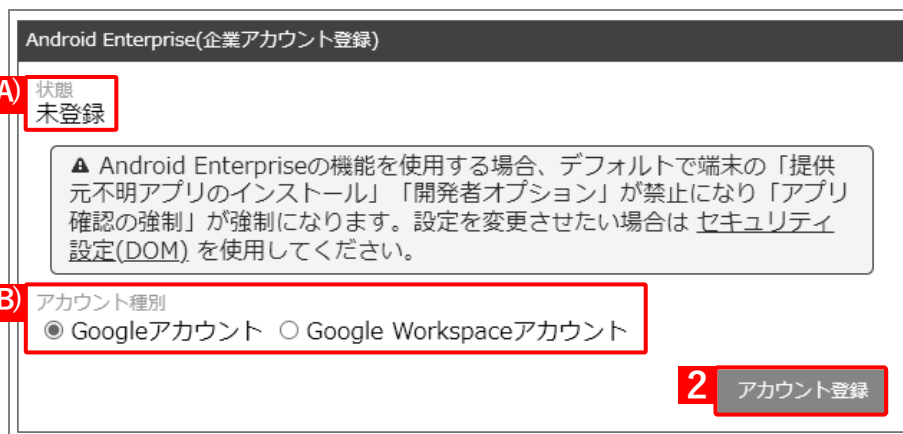 Android Enterprise(企業アカウント登録)
A)
状態
未登録
▲ Android Enterpriseの機能を使用する場合、デフォルトで端末の「提供
元不明アプリのインストール」「開発者オプション」が禁止になり「アプリ
確認の強制」が強制になります。設定を変更させたい場合は セキュリティ
設定(DOM) を使用してください。
B)
アカウント種別
Googleアカウント Google Workspaceアカウント
2 アカウント登録